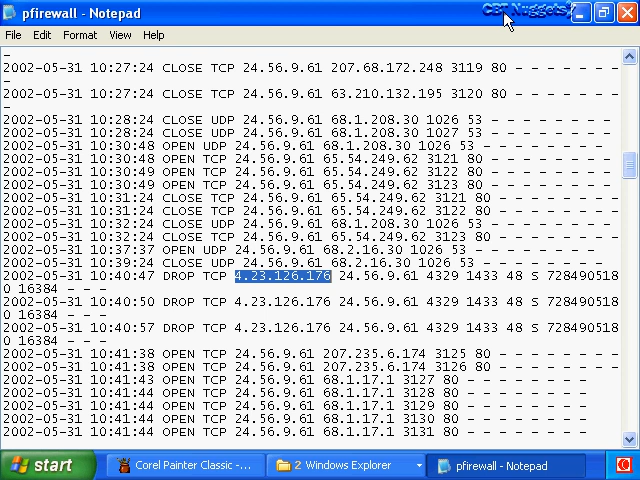 pfirewall - Notepad
CBT Nuggets
File Edit Format View Help
-
2002-05-31 10:27:24 CLOSE TCP 24.56.9.61 207.68.172.248 3119 80 - - - - - - -
-
2002-05-31 10:27:24 CLOSE TCP 24.56.9.61 63.210.132.195 3120 80 - - - - - - -
-
2002-05-31 10:28:24 CLOSE UDP 24.56.9.61 68.1.208.30 1026 53 - - - - - - - -
2002-05-31 10:28:24 CLOSE UDP 24.56.9.61 68.1.208.30 1027 53 - - - - - - - -
2002-05-31 10:30:48 OPEN UDP 24.56.9.61 68.1.208.30 1026 53 - - - - - - - -
2002-05-31 10:30:48 OPEN TCP 24.56.9.61 65.54.249.62 3121 80 - - - - - - - -
2002-05-31 10:30:49 OPEN TCP 24.56.9.61 65.54.249.62 3122 80 - - - - - - - -
2002-05-31 10:30:49 OPEN TCP 24.56.9.61 65.54.249.62 3123 80 - - - - - - - -
2002-05-31 10:31:24 CLOSE TCP 24.56.9.61 65.54.249.62 3121 80 - - - - - - - -
2002-05-31 10:31:24 CLOSE TCP 24.56.9.61 65.54.249.62 3122 80 - - - - - - - -
2002-05-31 10:32:24 CLOSE UDP 24.56.9.61 68.1.208.30 1026 53 - - - - - - - -
2002-05-31 10:32:24 CLOSE TCP 24.56.9.61 65.54.249.62 3123 80 - - - - - - - -
2002-05-31 10:37:37 OPEN UDP 24.56.9.61 68.2.16.30 1026 53 - - - - - - - -
2002-05-31 10:39:24 CLOSE UDP 24.56.9.61 68.2.16.30 1026 53 - - - - - - - -
2002-05-31 10:40:47 DROP TCP 4.23.126.176 24.56.9.61 4329 1433 48 S 728490518
0 16384 - - -
2002-05-31 10:40:50 DROP TCP 4.23.126.176 24.56.9.61 4329 1433 48 S 728490518
0 16384 - - -
2002-05-31 10:40:57 DROP TCP 4.23.126.176 24.56.9.61 4329 1433 48 S 728490518
0 16384 - - -
2002-05-31 10:41:38 OPEN TCP 24.56.9.61 207.235.6.174 3125 80 - - - - - - - -
2002-05-31 10:41:38 OPEN TCP 24.56.9.61 207.235.6.174 3126 80 - - - - - - - -
2002-05-31 10:41:43 OPEN TCP 24.56.9.61 68.1.17.1 3127 80 - - - - - - - -
2002-05-31 10:41:44 OPEN TCP 24.56.9.61 68.1.17.1 3128 80 - - - - - - - -
2002-05-31 10:41:44 OPEN TCP 24.56.9.61 68.1.17.1 3129 80 - - - - - - - -
2002-05-31 10:41:44 OPEN TCP 24.56.9.61 68.1.17.1 3130 80 - - - - - - - -
2002-05-31 10:41:44 OPEN TCP 24.56.9.61 68.1.17.1 3131 80 - - - - - - - -
start
Corel Painter Classic -...
2 Windows Explorer
pfirewall - Notepad